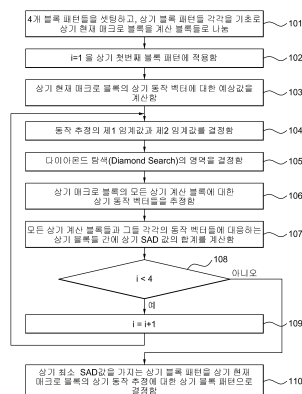 4개 블록 패턴들을 셋팅하고, 상기 블록 패턴들 각각을 기초로
상기 현재 매크로 블록을 계산 블록들로 나눔
101
i=1 을 상기 첫번째 블록 패턴에 적용함
102
상기 현재 매크로 블록의 상기 동작 벡터에 대한 예상값을
계산함
103
동작 추정의 제1 임계값과 제2 임계값를 결정함
104
다이아몬드 탐색(Diamond Search)의 영역을 결정함
105
상기 매크로 블록의 모든 상기 계산 블록에 대한
상기 동작 벡터들을 추정함
106
모든 상기 계산 블록들과 그들 각각의 동작 벡터들에 대응하는
상기 블록들 간에 상기 SAD 값의 합계를 계산함
107
108
i < 4
아니오
예
i = i+1
109
상기 최소 SAD값을 가지는 상기 블록 패턴을 상기 현재
매크로 블록의 상기 동작 추정에 대한 상기 블록 패턴으로
결정함
110